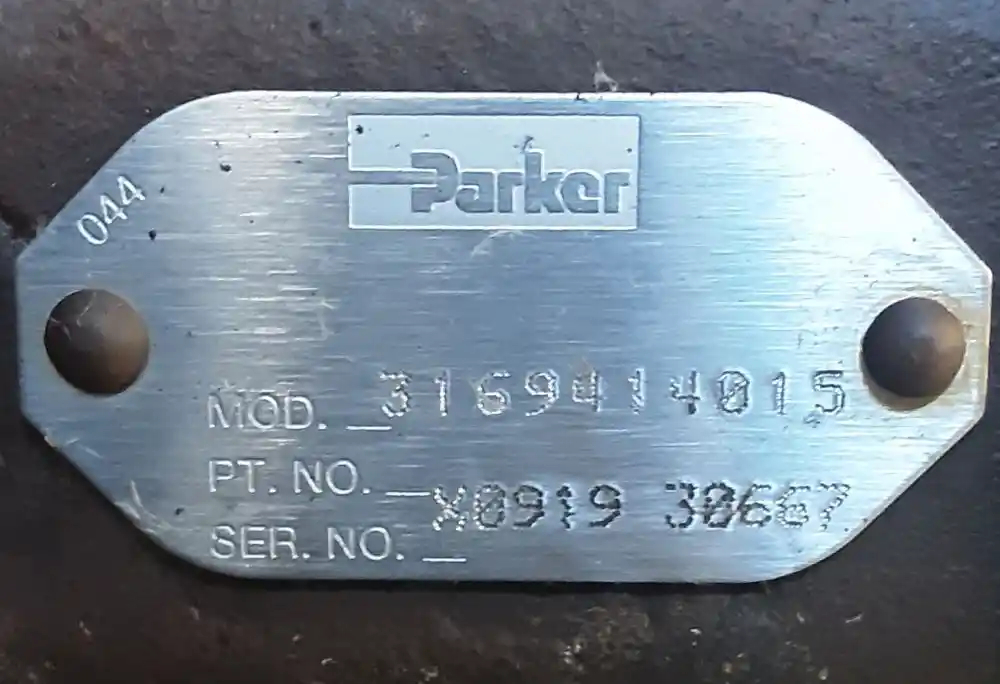 044
Parker
MOD. 3169414015
PT. NO.
X0919 30667
SER. NO.